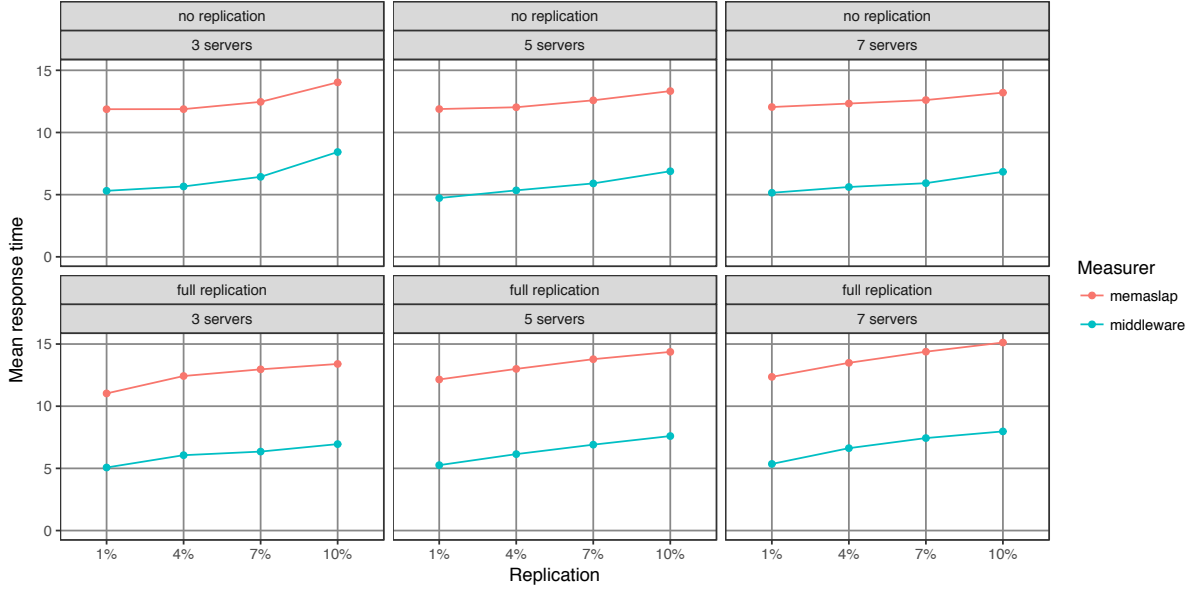 no replication
no replication
no replication
3 servers
5 servers
7 servers
15
10
5
0
full replication
full replication
full replication
3 servers
5 servers
7 servers
15
10
5
0
1%
4%
7%
10%
1%
4%
7%
10%
1%
4%
7%
10%
Replication
Mean response time
Measurer
memaslap
middleware